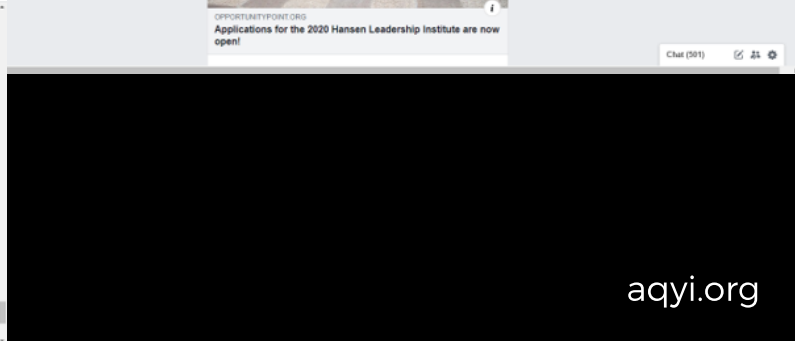 OPPORTUNITYPOINT.ORG
Applications for the 2020 Hansen Leadership Institute are now
open!
Chat (501)
aqyi.org